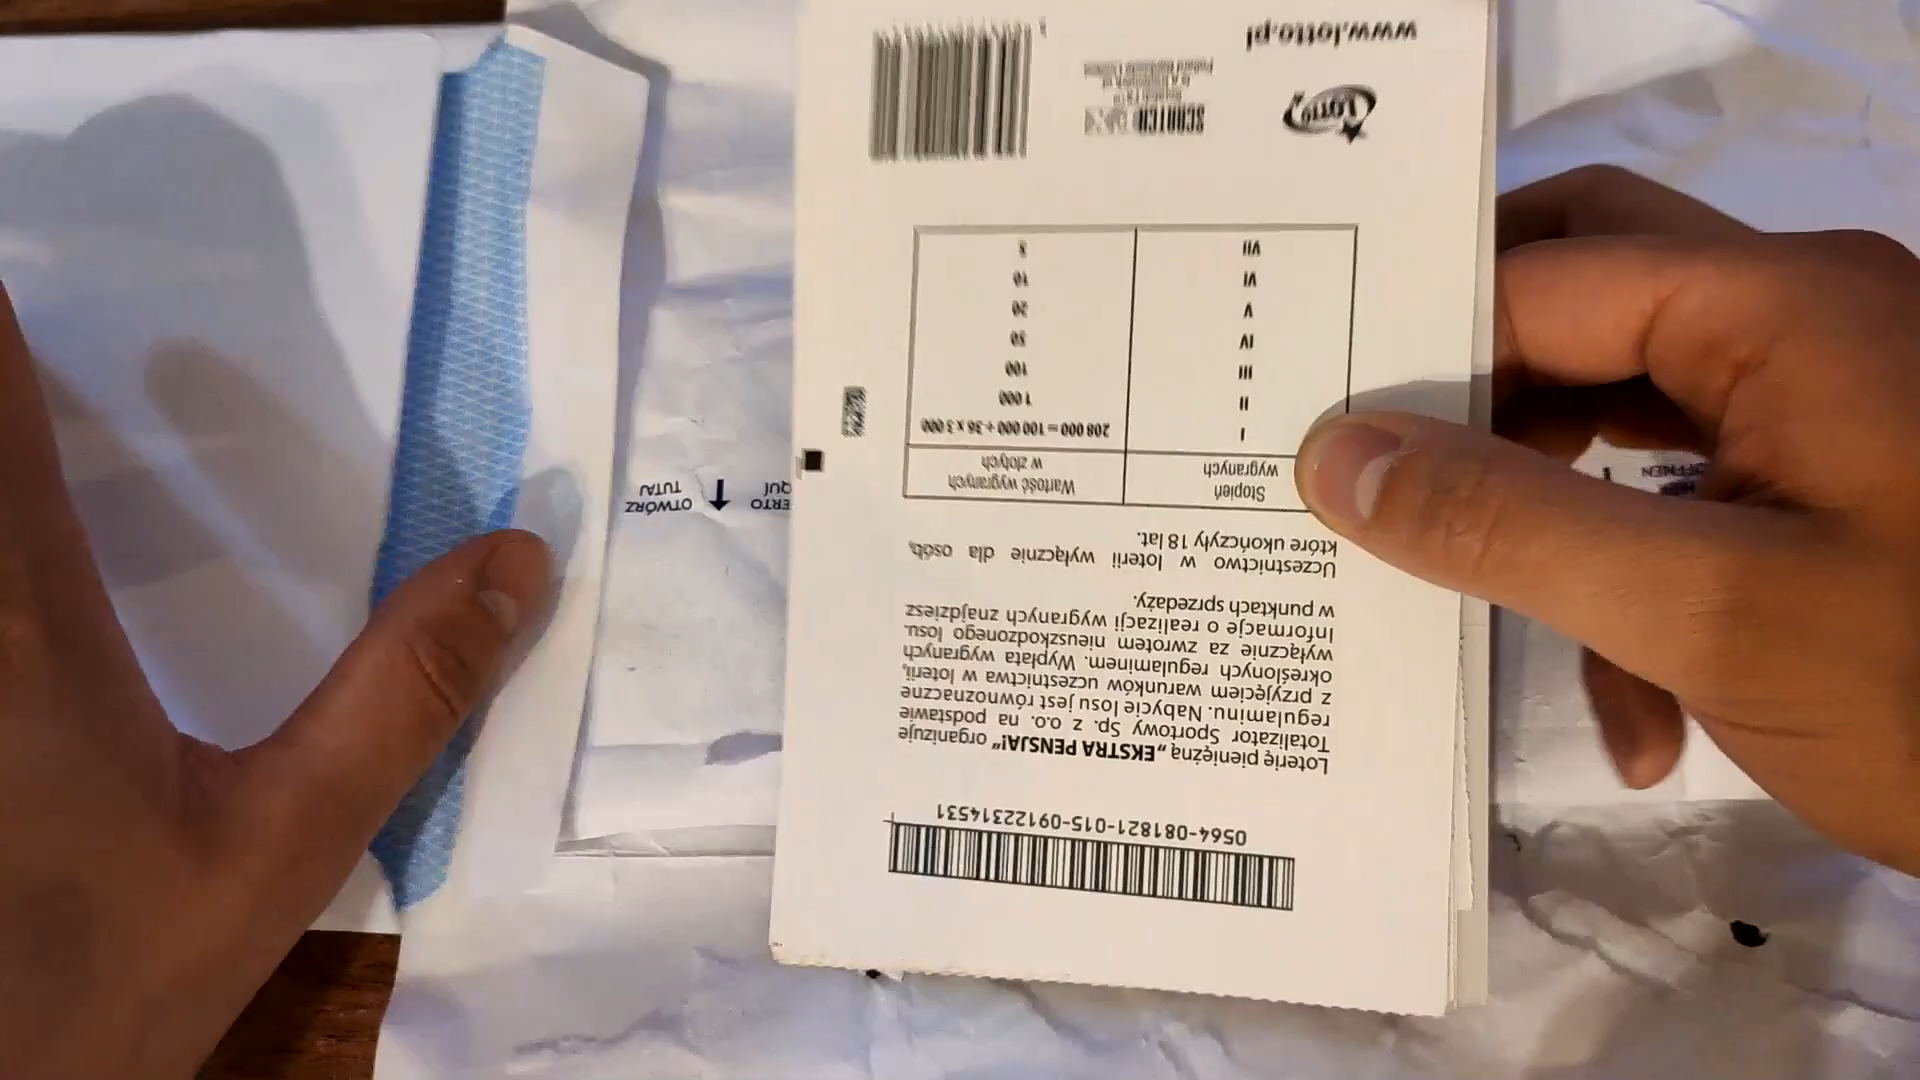 0564-081821-015-091222314531
Loterię pieniężną „EKSTRA PENSJA!” organizuje
Totalizator Sportowy Sp. z o.o. na podstawie
regulaminu. Nabycie losu jest równoznaczne
z przyjęciem warunków uczestnictwa w loterii,
określonych regulaminem. Wypłata wygranych
wyłącznie za zwrotem nieuszkodzonego losu.
Informacje o realizacji wygranych znajdziesz
w punktach sprzedaży.
Uczestnictwo w loterii wyłącznie dla osób,
które ukończyły 18 lat.
Stopień wygranych Wartość wygranych w złotych
I 208 000 = 100 000 + 36 x 3 000
II 1 000
III 100
IV 50
V 20
VI 10
VII 5
LOTTO
SCRATCH
www.lotto.pl
OTWÓRZ
TUTAJ